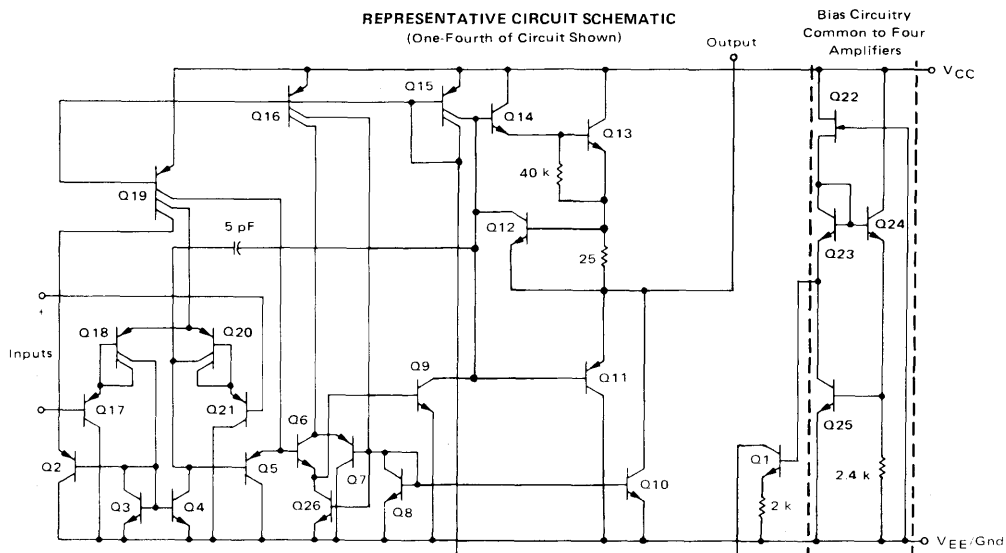 REPRESENTATIVE CIRCUIT SCHEMATIC
(One-Fourth of Circuit Shown)
Bias Circuitry
Common to Four
Amplifiers
Output
VCC
Q15
Q16
Q14
Q13
Q22
40 k
Q19
5 pF
Q12
Q23
Q24
25
+
Q18
Q20
Inputs
Q9
Q11
Q17
Q21
Q25
Q6
Q2
Q5
Q7
Q1
2.4 k
Q3
Q4
Q26
Q8
Q10
2 k
VEE/Gnd